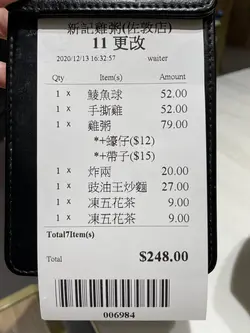 新記雞粥(佐敦店)
11 更改
2020/12/13 16:32:57 waiter
Qty Item(s) Amount
1 x 鯪魚球 52.00
1 x 手撕雞 52.00
1 x 雞粥 79.00
*+蠔仔($12)
*+帶子($15)
1 x 炸兩 20.00
1 x 豉油王炒麵 27.00
1 x 凍五花茶 9.00
1 x 凍五花茶 9.00
Total7Item(s)
Total $248.00
006984